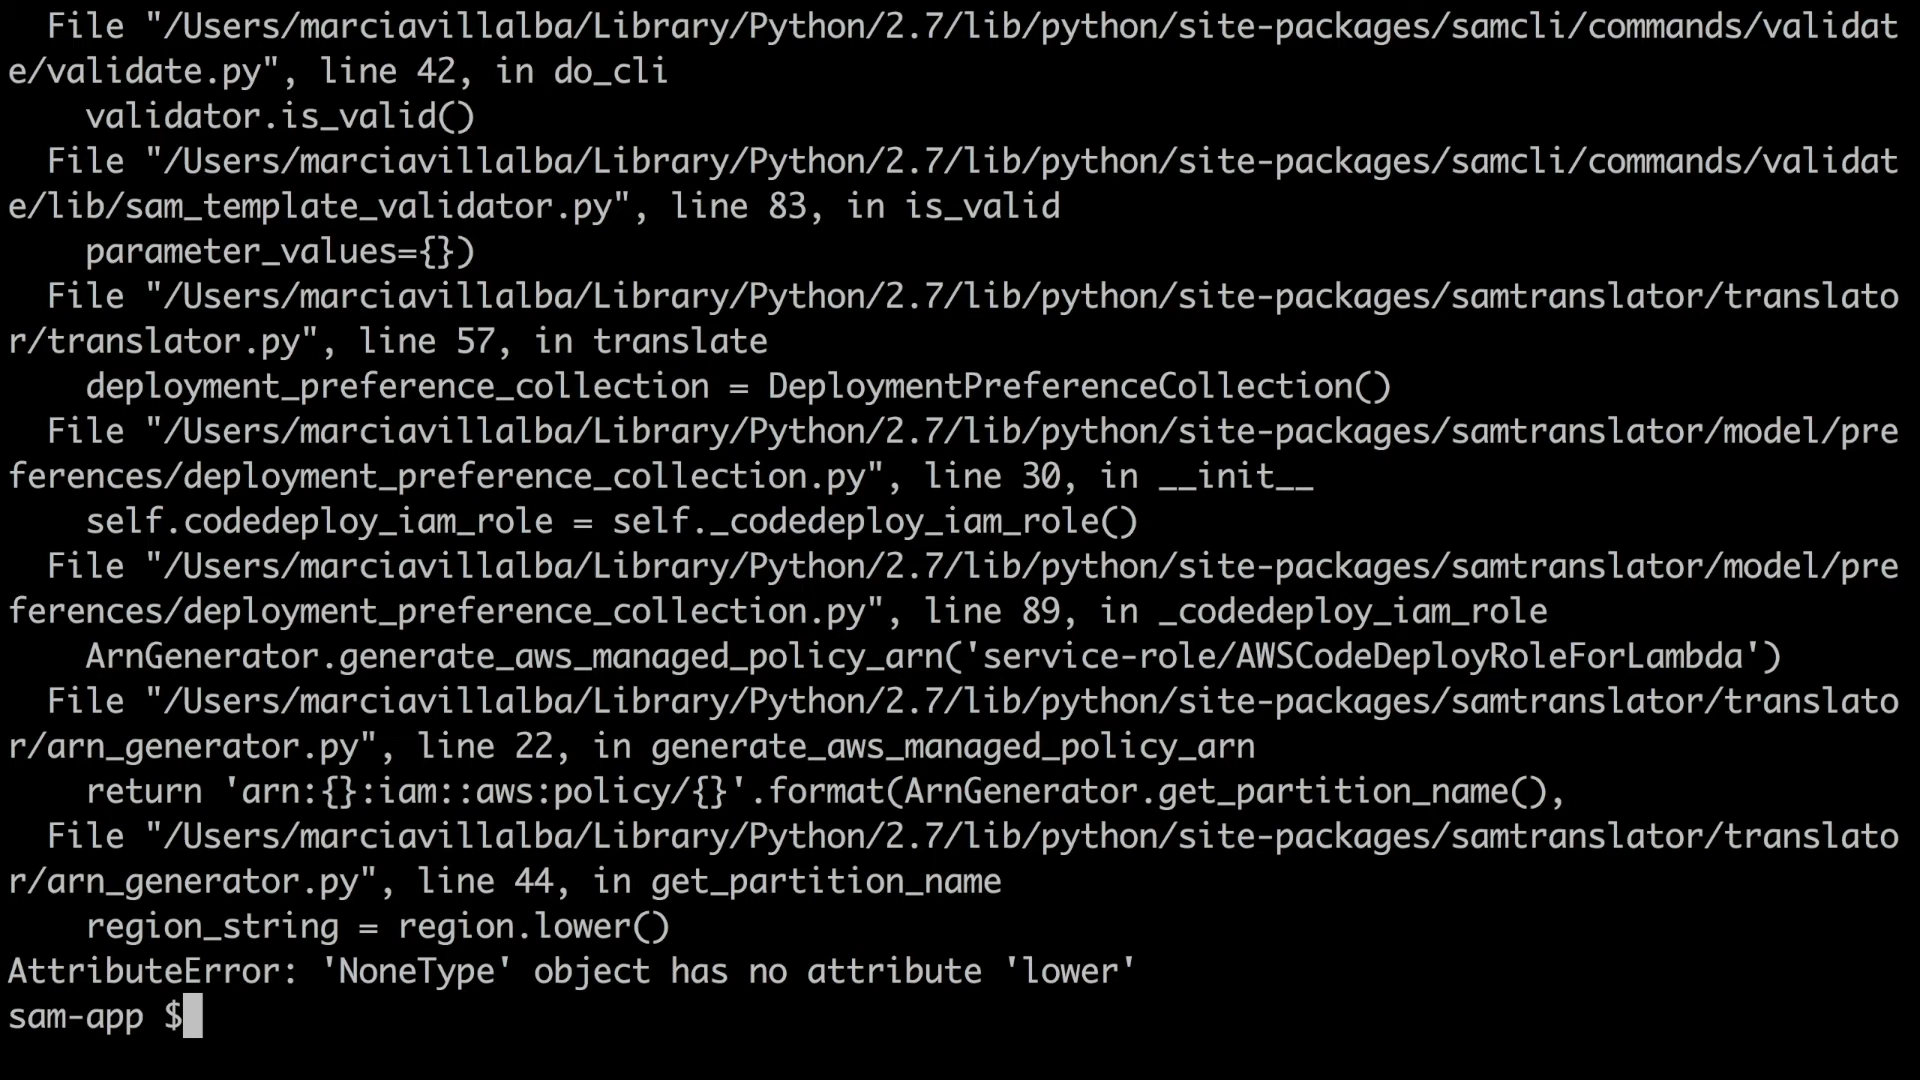 File "/Users/marciavillalba/Library/Python/2.7/lib/python/site-packages/samcli/commands/validat
e/validate.py", line 42, in do_cli
    validator.is_valid()
  File "/Users/marciavillalba/Library/Python/2.7/lib/python/site-packages/samcli/commands/validat
e/lib/sam_template_validator.py", line 83, in is_valid
    parameter_values={})
  File "/Users/marciavillalba/Library/Python/2.7/lib/python/site-packages/samtranslator/translato
r/translator.py", line 57, in translate
    deployment_preference_collection = DeploymentPreferenceCollection()
  File "/Users/marciavillalba/Library/Python/2.7/lib/python/site-packages/samtranslator/model/pre
ferences/deployment_preference_collection.py", line 30, in __init__
    self.codedeploy_iam_role = self._codedeploy_iam_role()
  File "/Users/marciavillalba/Library/Python/2.7/lib/python/site-packages/samtranslator/model/pre
ferences/deployment_preference_collection.py", line 89, in _codedeploy_iam_role
    ArnGenerator.generate_aws_managed_policy_arn('service-role/AWSCodeDeployRoleForLambda')
  File "/Users/marciavillalba/Library/Python/2.7/lib/python/site-packages/samtranslator/translato
r/arn_generator.py", line 22, in generate_aws_managed_policy_arn
    return 'arn:{}:iam::aws:policy/{}'.format(ArnGenerator.get_partition_name(),
  File "/Users/marciavillalba/Library/Python/2.7/lib/python/site-packages/samtranslator/translato
r/arn_generator.py", line 44, in get_partition_name
    region_string = region.lower()
AttributeError: 'NoneType' object has no attribute 'lower'
sam-app $